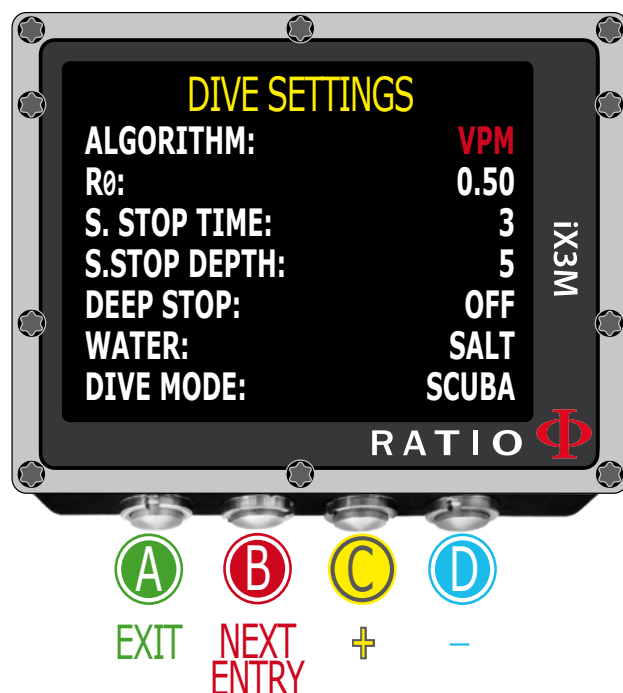 DIVE SETTINGS
ALGORITHM: VPM
R0: 0.50
S. STOP TIME: 3
S.STOP DEPTH: 5
DEEP STOP: OFF
WATER: SALT
DIVE MODE: SCUBA
iX3M
RATIO Φ
A B C D
EXIT NEXT ENTRY + −